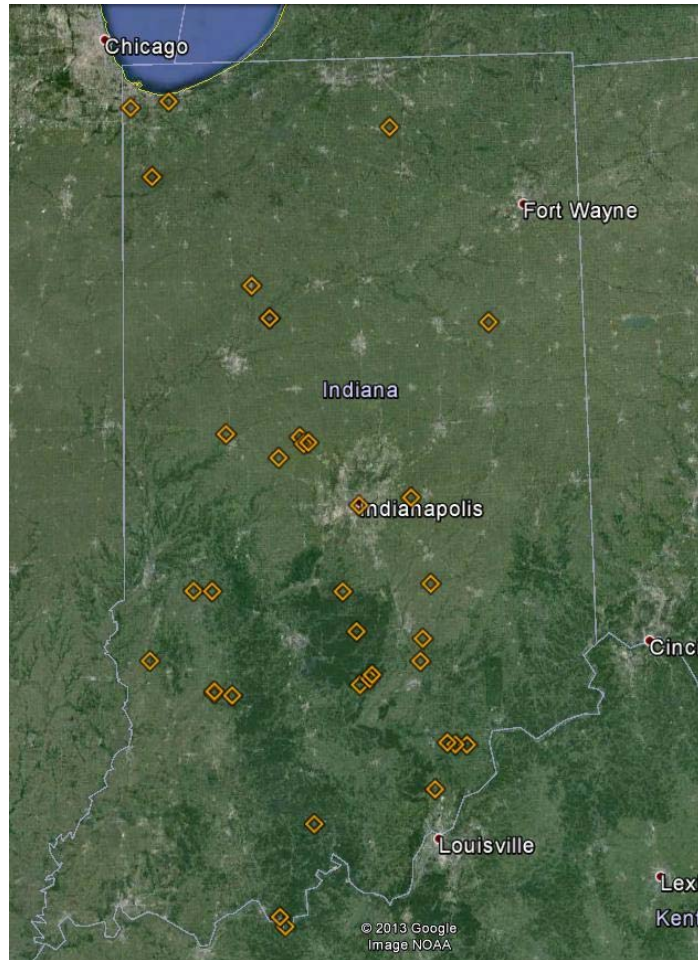 Chicago
Fort Wayne
Indiana
Indianapolis
Cinc
Louisville
Lex
Kent
© 2013 Google
Image NOAA